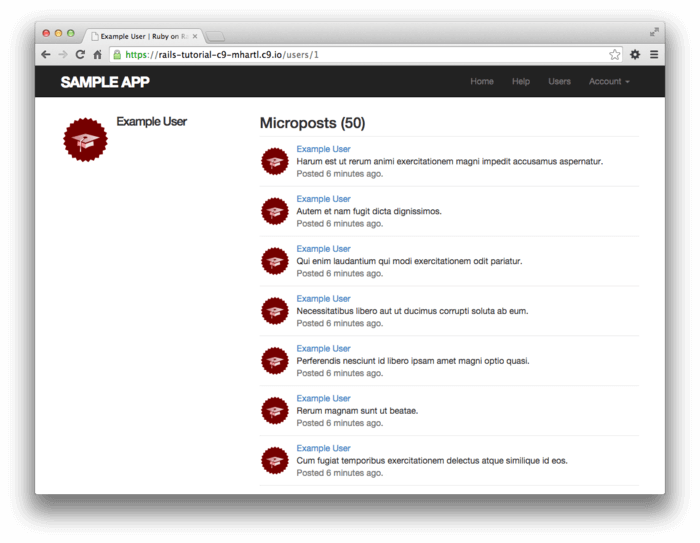 Example User | Ruby on Ra
https://rails-tutorial-c9-mhartl.c9.io/users/1
SAMPLE APP
Home Help Users Account
Example User
Microposts (50)
Example User
Harum est ut rerum animi exercitationem magni impedit accusamus aspernatur.
Posted 6 minutes ago.
Example User
Autem et nam fugit dicta dignissimos.
Posted 6 minutes ago.
Example User
Qui enim laudantium qui modi exercitationem odit pariatur.
Posted 6 minutes ago.
Example User
Necessitatibus libero aut ut ducimus corrupti soluta ab eum.
Posted 6 minutes ago.
Example User
Perferendis nesciunt id libero ipsam amet magni optio quasi.
Posted 6 minutes ago.
Example User
Rerum magnam sunt ut beatae.
Posted 6 minutes ago.
Example User
Cum fugiat temporibus exercitationem delectus atque similique id eos.
Posted 6 minutes ago.